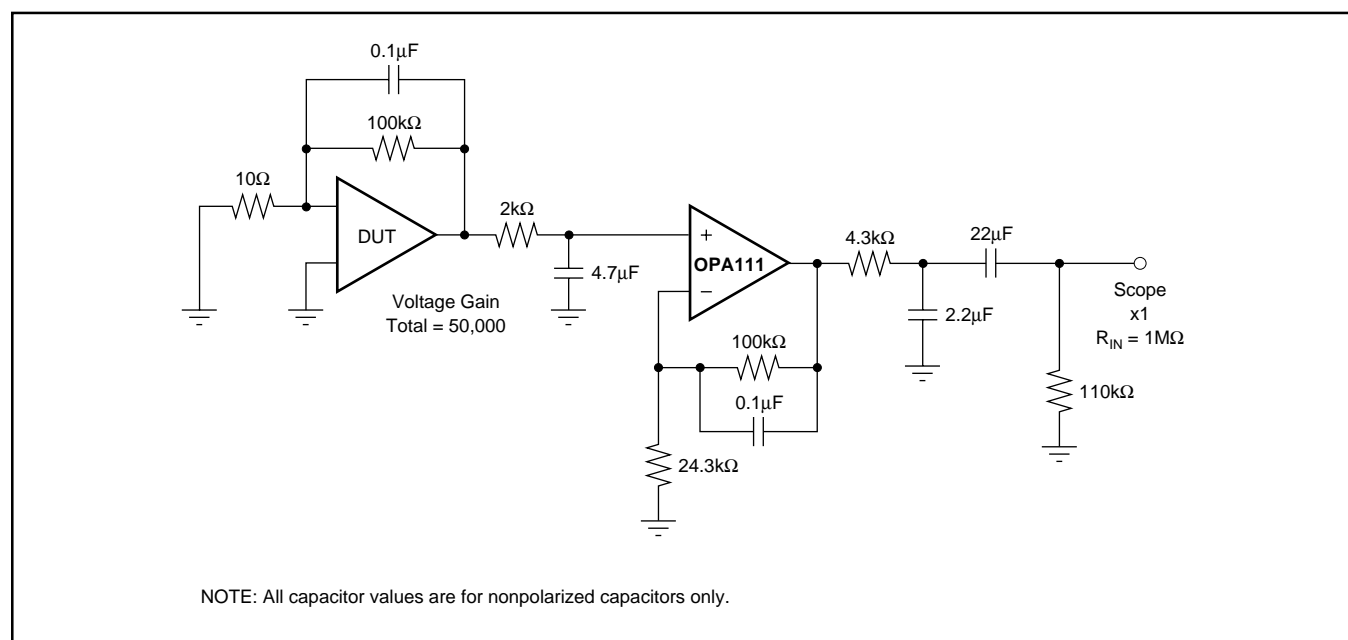 0.1μF
100kΩ
10Ω
DUT
2kΩ
4.7μF
Voltage Gain
Total = 50,000
+
OPA111
−
4.3kΩ
22μF
2.2μF
Scope
x1
RIN = 1MΩ
100kΩ
0.1μF
110kΩ
24.3kΩ
NOTE: All capacitor values are for nonpolarized capacitors only.